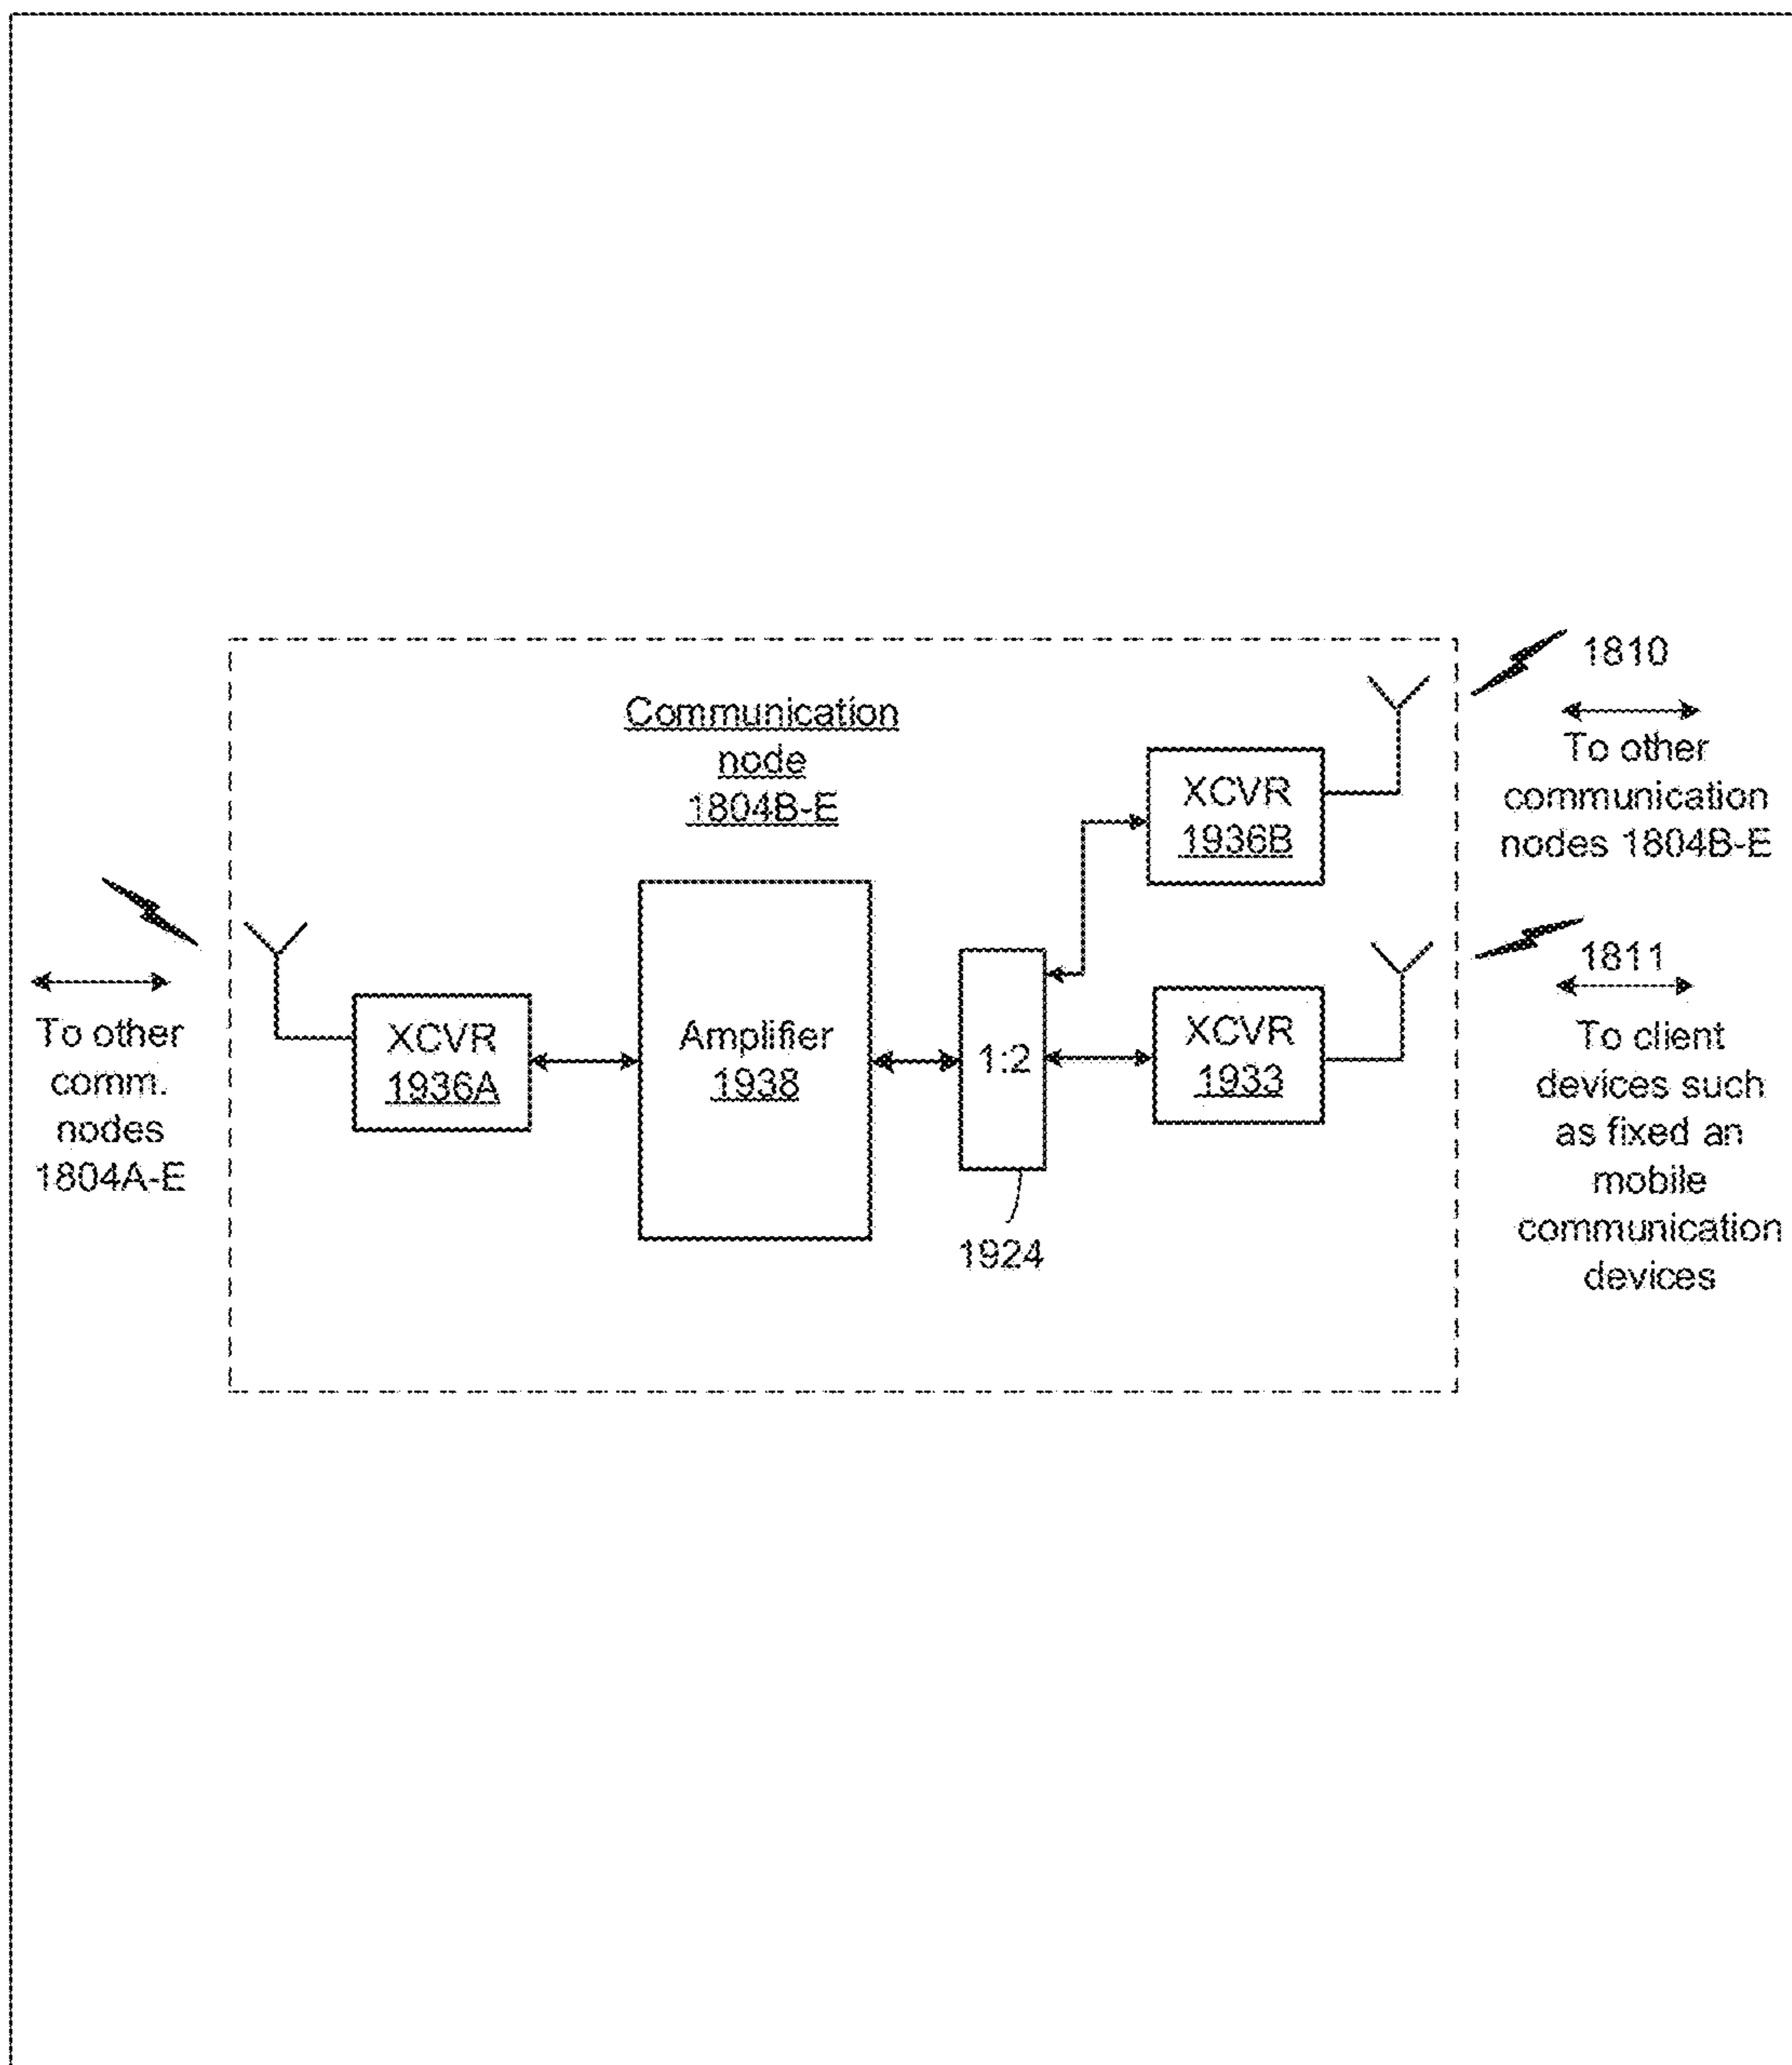 Communication
node
1804B-E
1810
To other
communication
nodes 1804B-E
XCVR
1936B
To other
comm.
nodes
1804A-E
XCVR
1936A
Amplifier
1938
1:2
1924
XCVR
1933
1811
To client
devices such
as fixed an
mobile
communication
devices